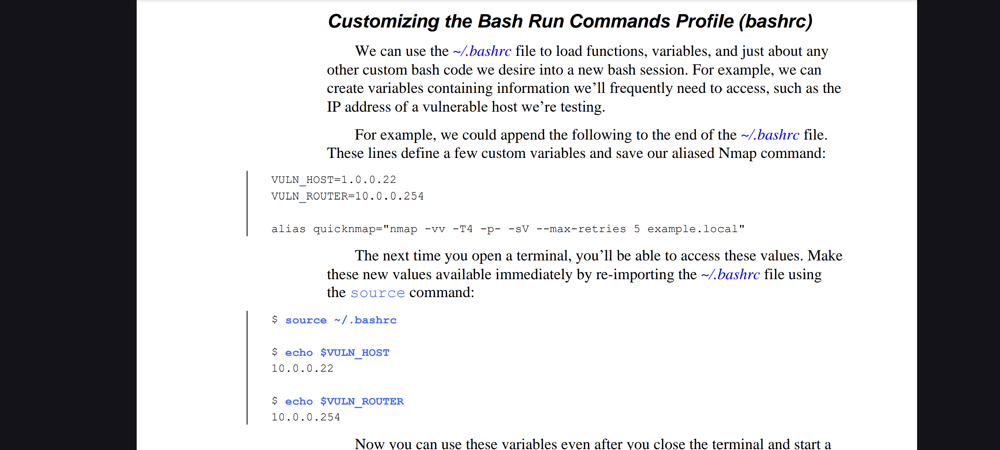 Customizing the Bash Run Commands Profile (bashrc)
We can use the ~/.bashrc file to load functions, variables, and just about any
other custom bash code we desire into a new bash session. For example, we can
create variables containing information we’ll frequently need to access, such as the
IP address of a vulnerable host we’re testing.
For example, we could append the following to the end of the ~/.bashrc file.
These lines define a few custom variables and save our aliased Nmap command:
VULN_HOST=1.0.0.22
VULN_ROUTER=10.0.0.254
alias quicknmap="nmap -vv -T4 -p- -sV --max-retries 5 example.local"
The next time you open a terminal, you’ll be able to access these values. Make
these new values available immediately by re-importing the ~/.bashrc file using
the source command:
$ source ~/.bashrc
$ echo $VULN_HOST
10.0.0.22
$ echo $VULN_ROUTER
10.0.0.254
Now you can use these variables even after you close the terminal and start a